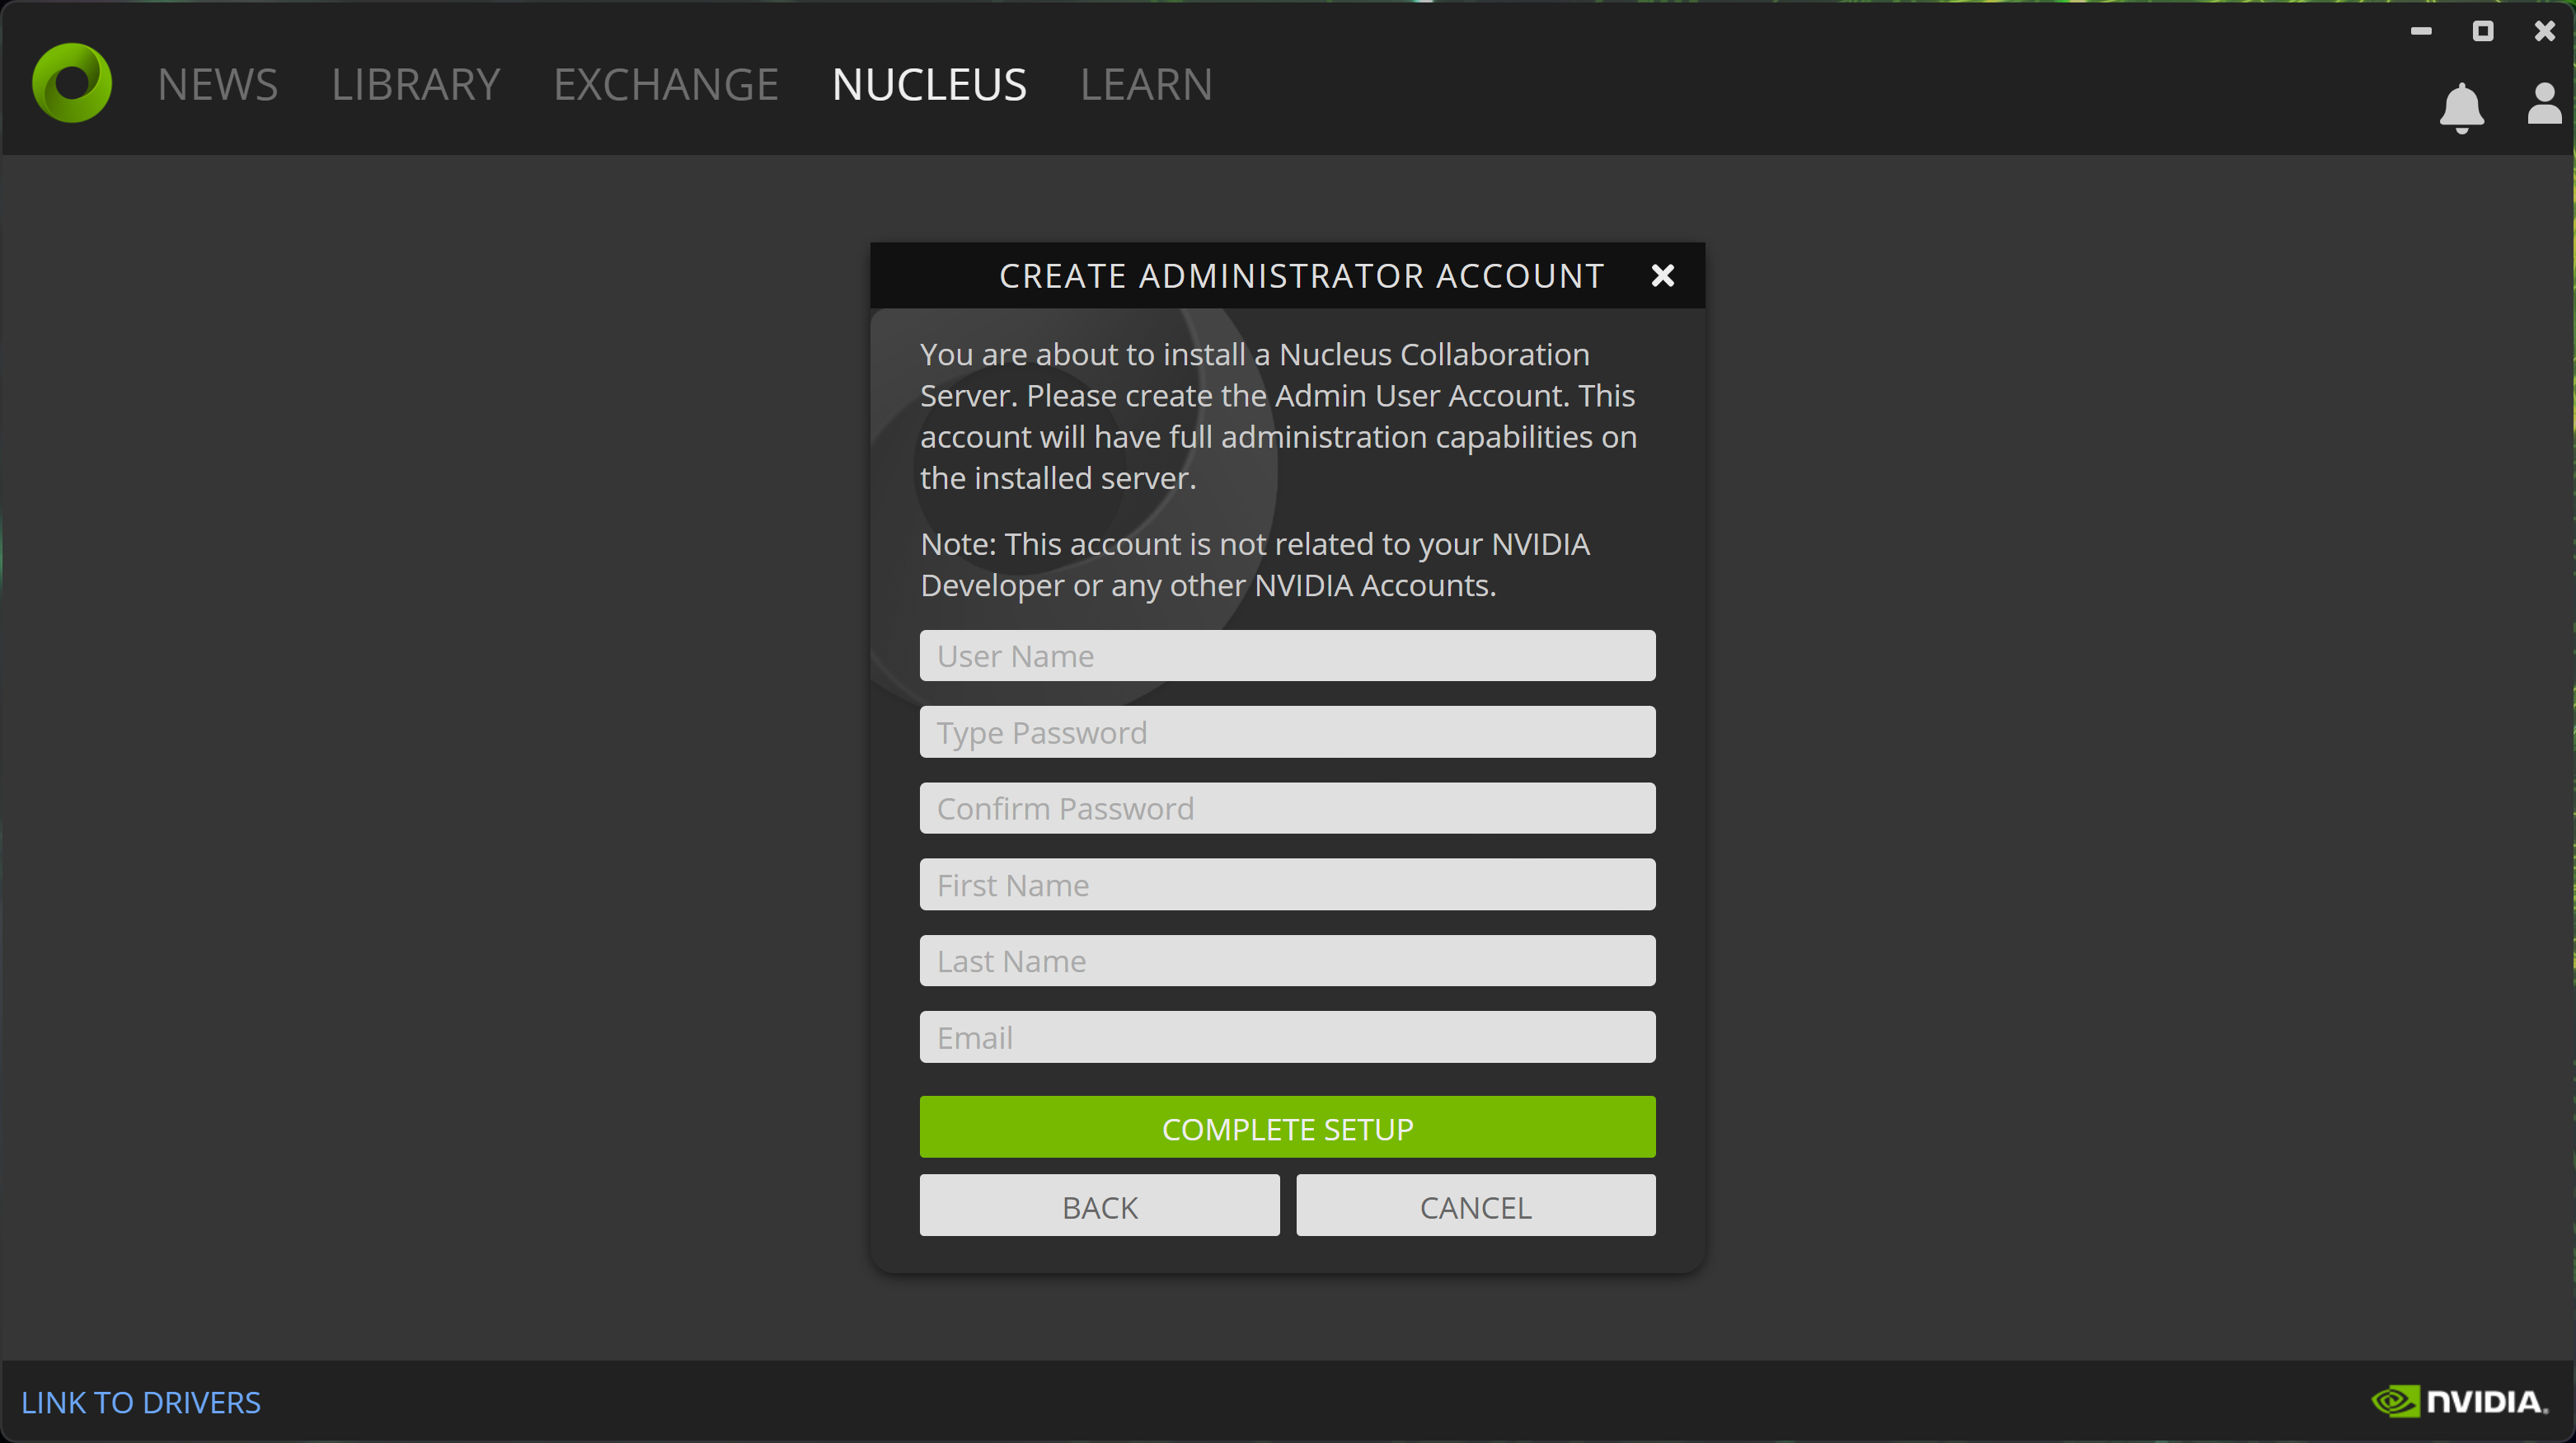 NEWS LIBRARY EXCHANGE NUCLEUS LEARN
CREATE ADMINISTRATOR ACCOUNT
You are about to install a Nucleus Collaboration
Server. Please create the Admin User Account. This
account will have full administration capabilities on
the installed server.
Note: This account is not related to your NVIDIA
Developer or any other NVIDIA Accounts.
User Name
Type Password
Confirm Password
First Name
Last Name
Email
COMPLETE SETUP
BACK CANCEL
LINK TO DRIVERS
NVIDIA.